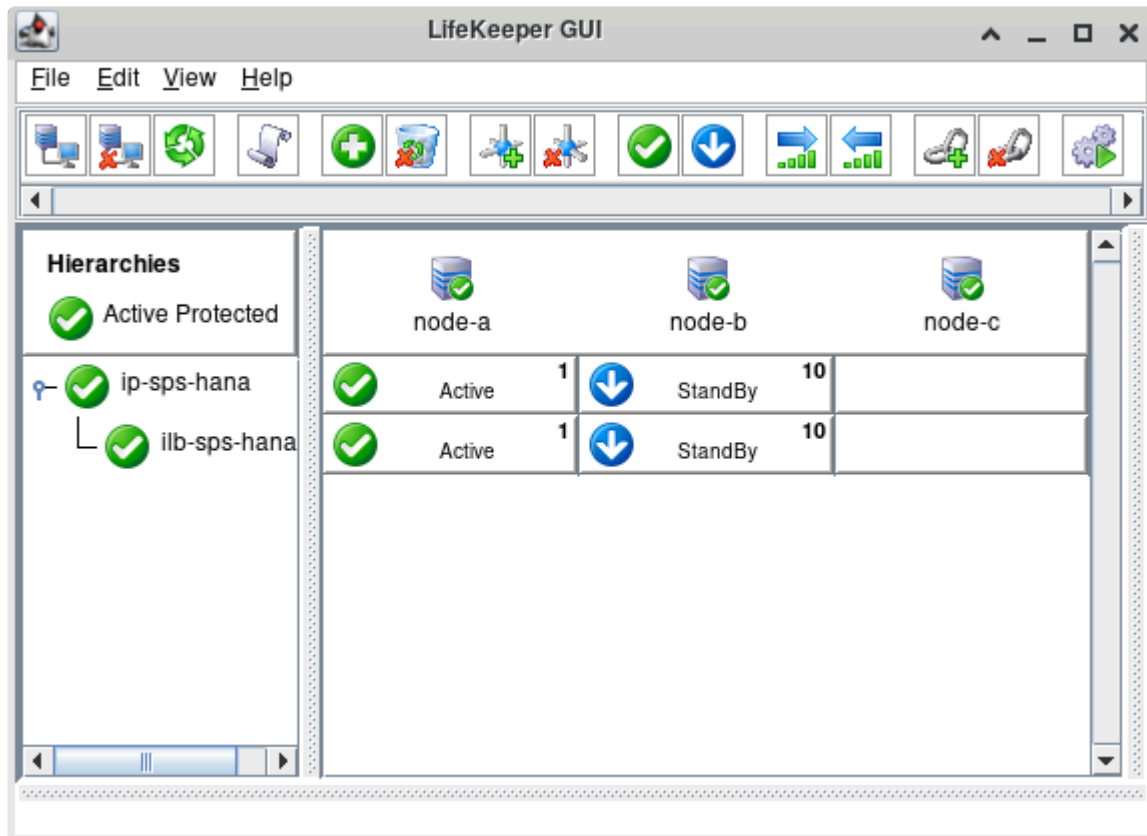 LifeKeeper GUI
File Edit View Help
Hierarchies
Active Protected
node-a node-b node-c
ip-sps-hana Active 1 StandBy 10
ilb-sps-hana Active 1 StandBy 10